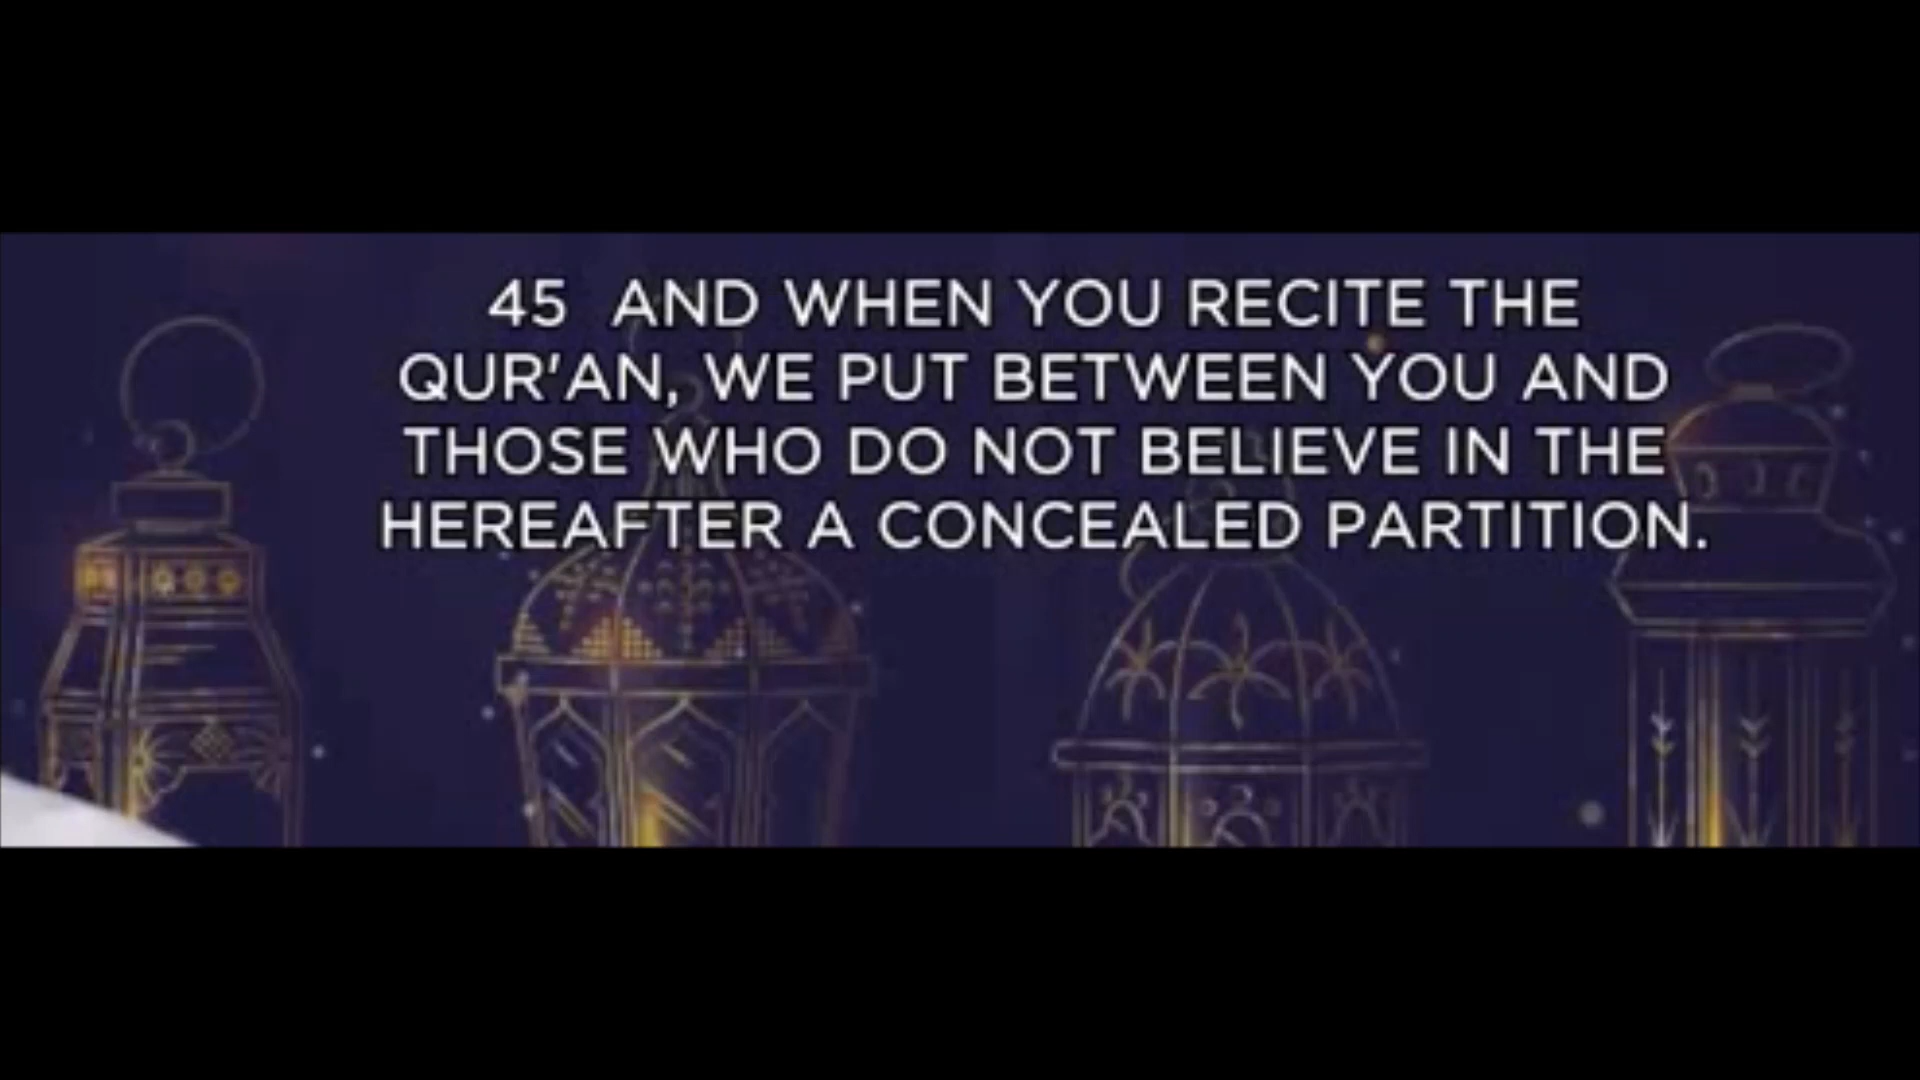 45  AND WHEN YOU RECITE THE
QUR'AN, WE PUT BETWEEN YOU AND
THOSE WHO DO NOT BELIEVE IN THE
HEREAFTER A CONCEALED PARTITION.